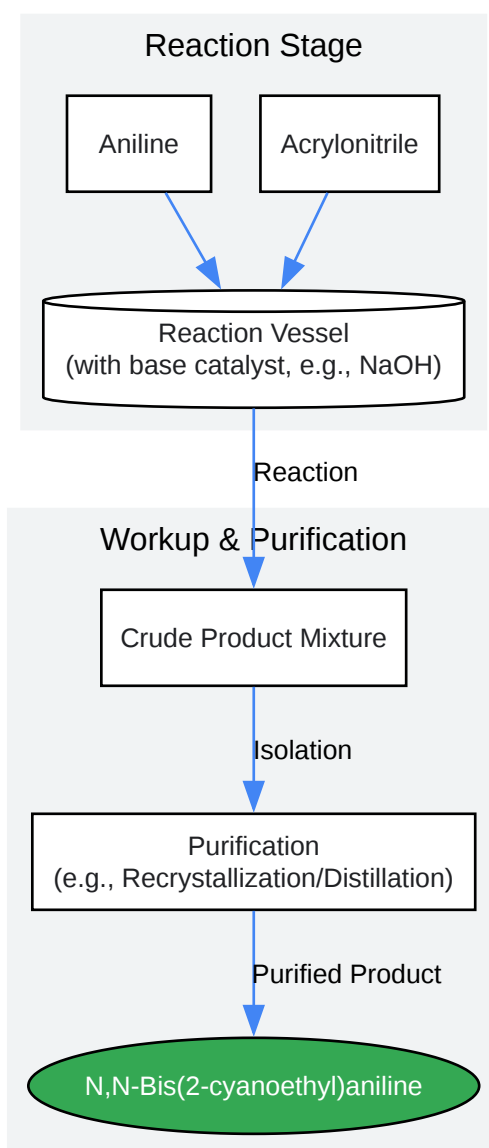 Reaction Stage
Aniline
Acrylonitrile
Reaction Vessel
(with base catalyst, e.g., NaOH)
Reaction
Workup & Purification
Crude Product Mixture
Isolation
Purification
(e.g., Recrystallization/Distillation)
Purified Product
N,N-Bis(2-cyanoethyl)aniline